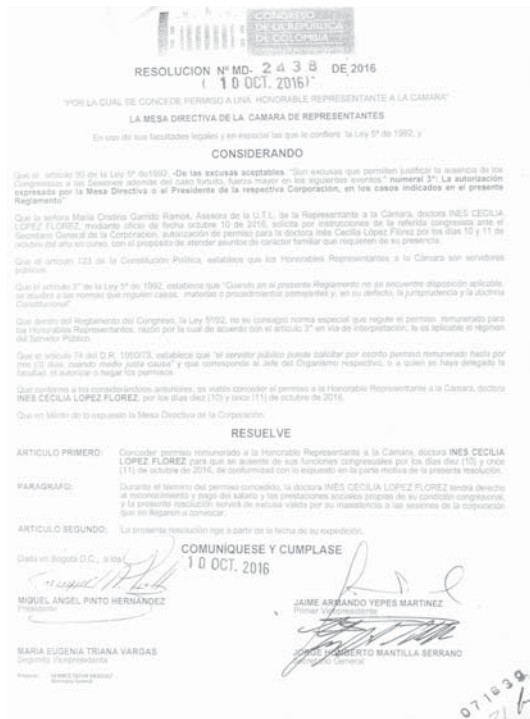 CONGRESO
DE LA REPÚBLICA
DE COLOMBIA
RESOLUCION Nº MD- 2438 DE 2016
( 10 OCT. 2016)"
"POR LA CUAL SE CONCEDE PERMISO A UNA HONORABLE REPRESENTANTE A LA CAMARA"
LA MESA DIRECTIVA DE LA CAMARA DE REPRESENTANTES
En uso de sus facultades legales y en especial las que le confiere la Ley 5ª de 1992, y
CONSIDERANDO
Que el artículo 90 de la Ley 5ª de1992, -De las excusas aceptables. "Son excusas que permiten justificar la ausencia de los
Congresistas a las Sesiones además del caso fortuito, fuerza mayor en los siguientes eventos:" numeral 3º: La autorización
expresada por la Mesa Directiva o el Presidente de la respectiva Corporación, en los casos indicados en el presente
Reglamento"
Que la señora María Cristina Garrido Ramos, Asesora de la U.T.L. de la Representante a la Cámara, doctora INES CECILIA
LOPEZ FLOREZ, mediante oficio de fecha octubre 10 de 2016, solicita por instrucciones de la referida congresista ante el
Secretario General de la Corporación, autorización de permiso para la doctora Inés Cecilia López Flórez por los días 10 y 11 de
octubre del año en curso, con el propósito de atender asuntos de carácter familiar que requieren de su presencia.
Que el artículo 123 de la Constitución Política, establece que los Honorables Representantes a la Cámara son servidores
públicos.
Que el artículo 3º de la Ley 5ª de 1992, establece que "Cuando en el presente Reglamento no se encuentre disposición aplicable,
se acudirá a las normas que regulen casos, materias o procedimientos semejantes y, en su defecto, la jurisprudencia y la doctrina
Constitucional"
Que dentro del Reglamento del Congreso, la Ley 5ª/92, no se consagró norma especial que regule el permiso remunerado para
los Honorables Representantes, razón por la cual de acuerdo con el artículo 3º en vía de interpretación, le es aplicable el régimen
del Servidor Público.
Que el artículo 74 del D.R. 1950/73, establece que "el servidor público puede solicitar por escrito permiso remunerado hasta por
tres (3) días, cuando medie justa causa" y que corresponde al Jefe del Organismo respectivo, o a quien se haya delegado la
facultad, el autorizar o negar los permisos.
Que conforme a los considerandos anteriores, es viable conceder el permiso a la Honorable Representante a la Cámara, doctora
INES CECILIA LOPEZ FLOREZ, por los días diez (10) y once (11) de octubre de 2016.
Que en Mérito de lo expuesto la Mesa Directiva de la Corporación,
RESUELVE
ARTICULO PRIMERO: Conceder permiso remunerado a la Honorable Representante a la Cámara, doctora INES CECILIA
LOPEZ FLOREZ para que se ausente de sus funciones congresuales por los días diez (10) y once
(11) de octubre de 2016, de conformidad con lo expuesto en la parte motiva de la presente resolución.
PARAGRAFO: Durante el término del permiso concedido, la doctora INES CECILIA LOPEZ FLOREZ tendrá derecho
al reconocimiento y pago del salario y las prestaciones sociales propias de su condición congresional,
y la presente resolución servirá de excusa válida por su inasistencia a las sesiones de la corporación
que se llegaren a convocar.
ARTICULO SEGUNDO: La presente resolución rige a partir de la fecha de su expedición.
COMUNÍQUESE Y CUMPLASE
Dada en Bogotá D.C., a los 10 OCT. 2016
MIGUEL ANGEL PINTO HERNANDEZ
Presidente
JAIME ARMANDO YEPES MARTINEZ
Primer Vicepresidente
MARIA EUGENIA TRIANA VARGAS
Segunda Vicepresidenta
JORGE HUMBERTO MANTILLA SERRANO
Secretario General
071639